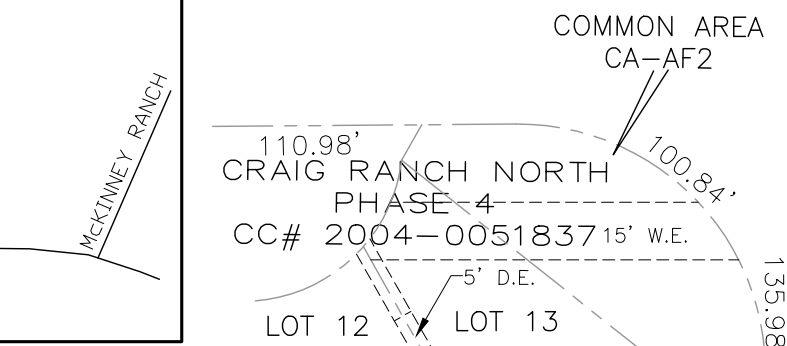 McKINNEY RANCH
COMMON AREA
CA-AF2
110.98'
100.84'
CRAIG RANCH NORTH
PHASE 4
CC# 2004-0051837
15' W.E.
135.98
5' D.E.
LOT 12
LOT 13